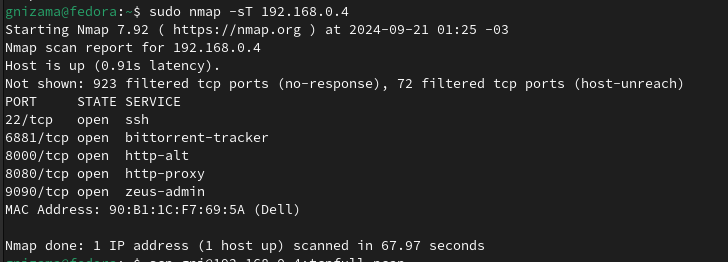 gnizama@fedora:~$ sudo nmap -sT 192.168.0.4
Starting Nmap 7.92 ( https://nmap.org ) at 2024-09-21 01:25 -03
Nmap scan report for 192.168.0.4
Host is up (0.91s latency).
Not shown: 923 filtered tcp ports (no-response), 72 filtered tcp ports (host-unreach)
PORT     STATE SERVICE
22/tcp   open  ssh
6881/tcp open  bittorrent-tracker
8000/tcp open  http-alt
8080/tcp open  http-proxy
9090/tcp open  zeus-admin
MAC Address: 90:B1:1C:F7:69:5A (Dell)
Nmap done: 1 IP address (1 host up) scanned in 67.97 seconds
gnizama@fedora:~$